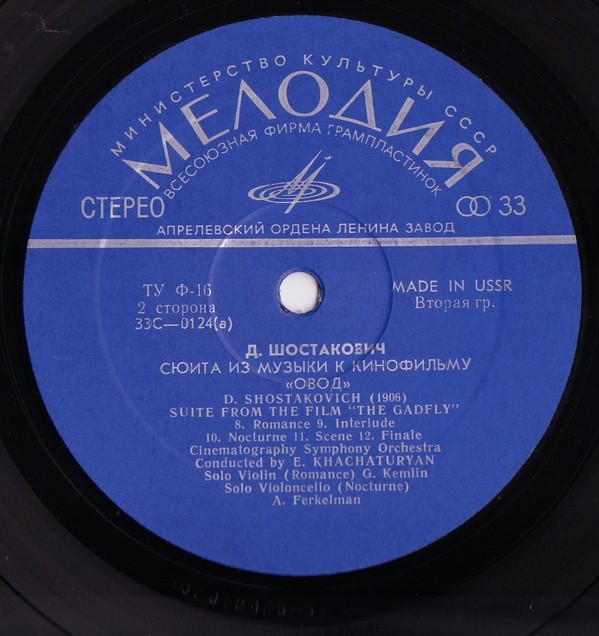 МИНИСТЕРСТВО КУЛЬТУРЫ СССР
МЕЛОДИЯ
ВСЕСОЮЗНАЯ ФИРМА ГРАМПЛАСТИНОК
СТЕРЕО
33
АПРЕЛЕВСКИЙ ОРДЕНА ЛЕНИНА ЗАВОД
ТУ Ф-16
MADE IN USSR
2 сторона
Вторая гр.
33С—0124(а)
Д. ШОСТАКОВИЧ
СЮИТА ИЗ МУЗЫКИ К КИНОФИЛЬМУ
«ОВОД»
D. SHOSTAKOVICH (1906)
SUITE FROM THE FILM "THE GADFLY"
8. Romance 9. Interlude
10. Nocturne 11. Scene 12. Finale
Cinematography Symphony Orchestra
Conducted by E. KHACHATURYAN
Solo Violin (Romance) G. Kemlin
Solo Violoncello (Nocturne)
A. Ferkelman